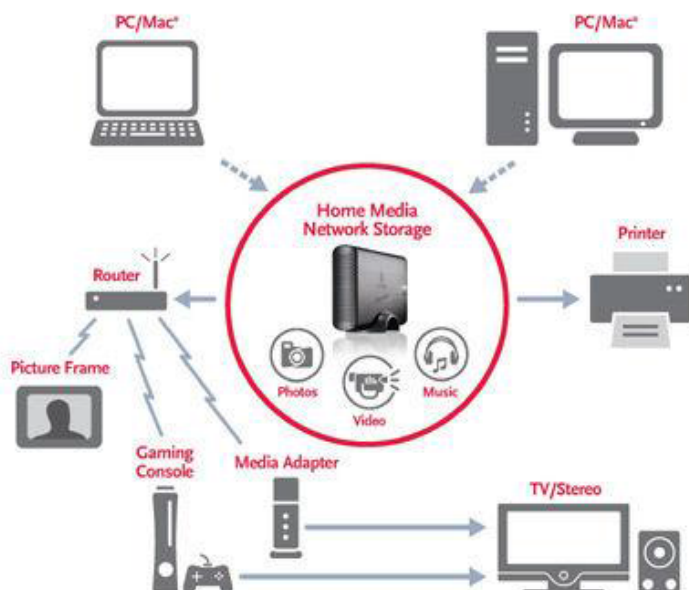 PC/Mac*
PC/Mac*
Home Media
Network Storage
Printer
Router
Photos
Video
Music
Picture Frame
Gaming
Console
Media Adapter
TV/Stereo